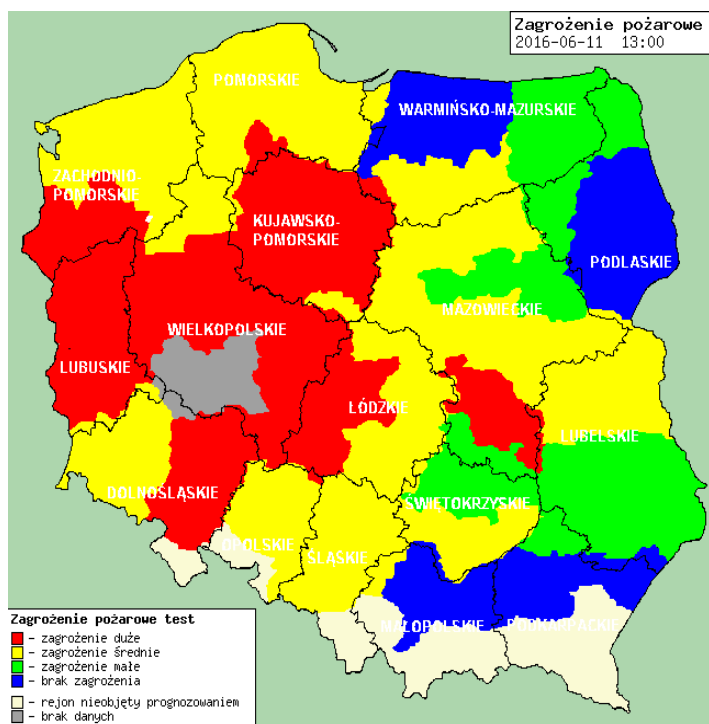 Zagrożenie pożarowe
2016-06-11 13:00
POMORSKIE
WARMIŃSKO-MAZURSKIE
ZACHODNIO-
POMORSKIE
KUJAWSKO-
POMORSKIE
PODLASKIE
MAZOWIECKIE
WIELKOPOLSKIE
LUBUSKIE
ŁÓDZKIE
LUBELSKIE
DOLNOŚLĄSKIE
ŚWIĘTOKRZYSKIE
OPOLSKIE
ŚLĄSKIE
MAŁOPOLSKIE
PODKARPACKIE
Zagrożenie pożarowe test
- zagrożenie duże
- zagrożenie średnie
- zagrożenie małe
- brak zagrożenia
- rejon nieobjęty prognozowaniem
- brak danych